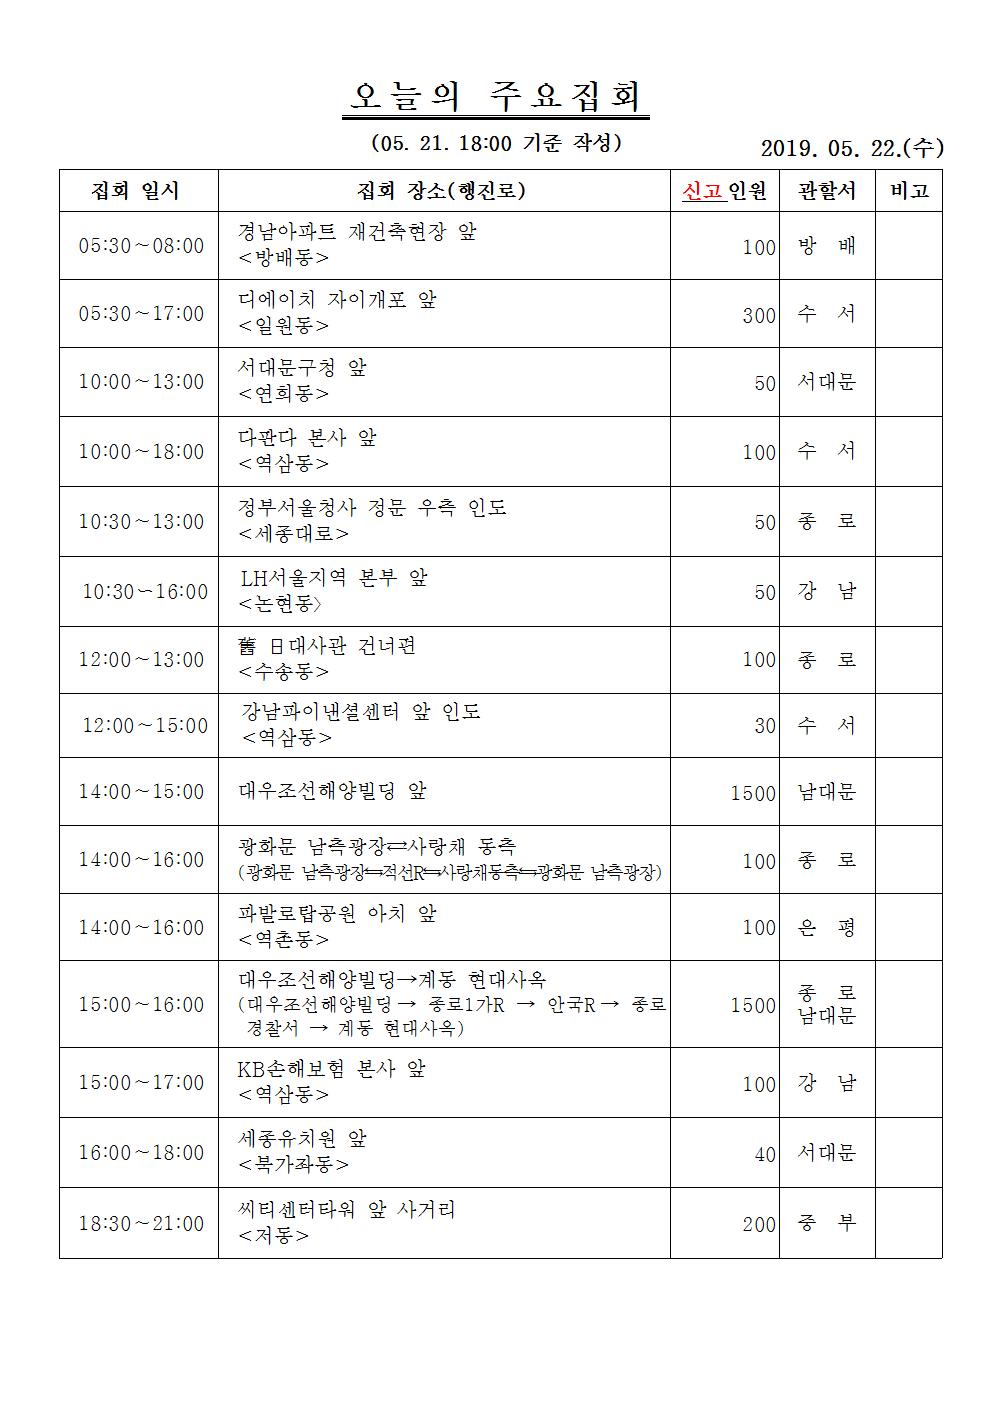 오늘의 주요집회
(05. 21. 18:00 기준 작성)
2019. 05. 22.(수)
집회 일시 집회 장소(행진로) 신고인원 관할서 비고
05:30~08:00 경남아파트 재건축현장 앞
<방배동> 100 방 배
05:30~17:00 디에이치 자이개포 앞
<일원동> 300 수 서
10:00~13:00 서대문구청 앞
<연희동> 50 서대문
10:00~18:00 다판다 본사 앞
<역삼동> 100 수 서
10:30~13:00 정부서울청사 정문 우측 인도
<세종대로> 50 종 로
10:30~16:00 LH서울지역 본부 앞
<논현동〉 50 강 남
12:00~13:00 舊 日대사관 건너편
<수송동> 100 종 로
12:00~15:00 강남파이낸셜센터 앞 인도
<역삼동> 30 수 서
14:00~15:00 대우조선해양빌딩 앞 1500 남대문
14:00~16:00 광화문 남측광장⇄사랑채 동측
(광화문 남측광장↔적선R↔사랑채동측↔광화문 남측광장) 100 종 로
14:00~16:00 파발로탑공원 아치 앞
<역촌동> 100 은 평
15:00~16:00 대우조선해양빌딩→계동 현대사옥
(대우조선해양빌딩→ 종로1가R → 안국R→ 종로
경찰서 → 계동 현대사옥) 1500 종 로
남대문
15:00~17:00 KB손해보험 본사 앞
<역삼동> 100 강 남
16:00~18:00 세종유치원 앞
<북가좌동> 40 서대문
18:30~21:00 씨티센터타워 앞 사거리
<저동> 200 중 부